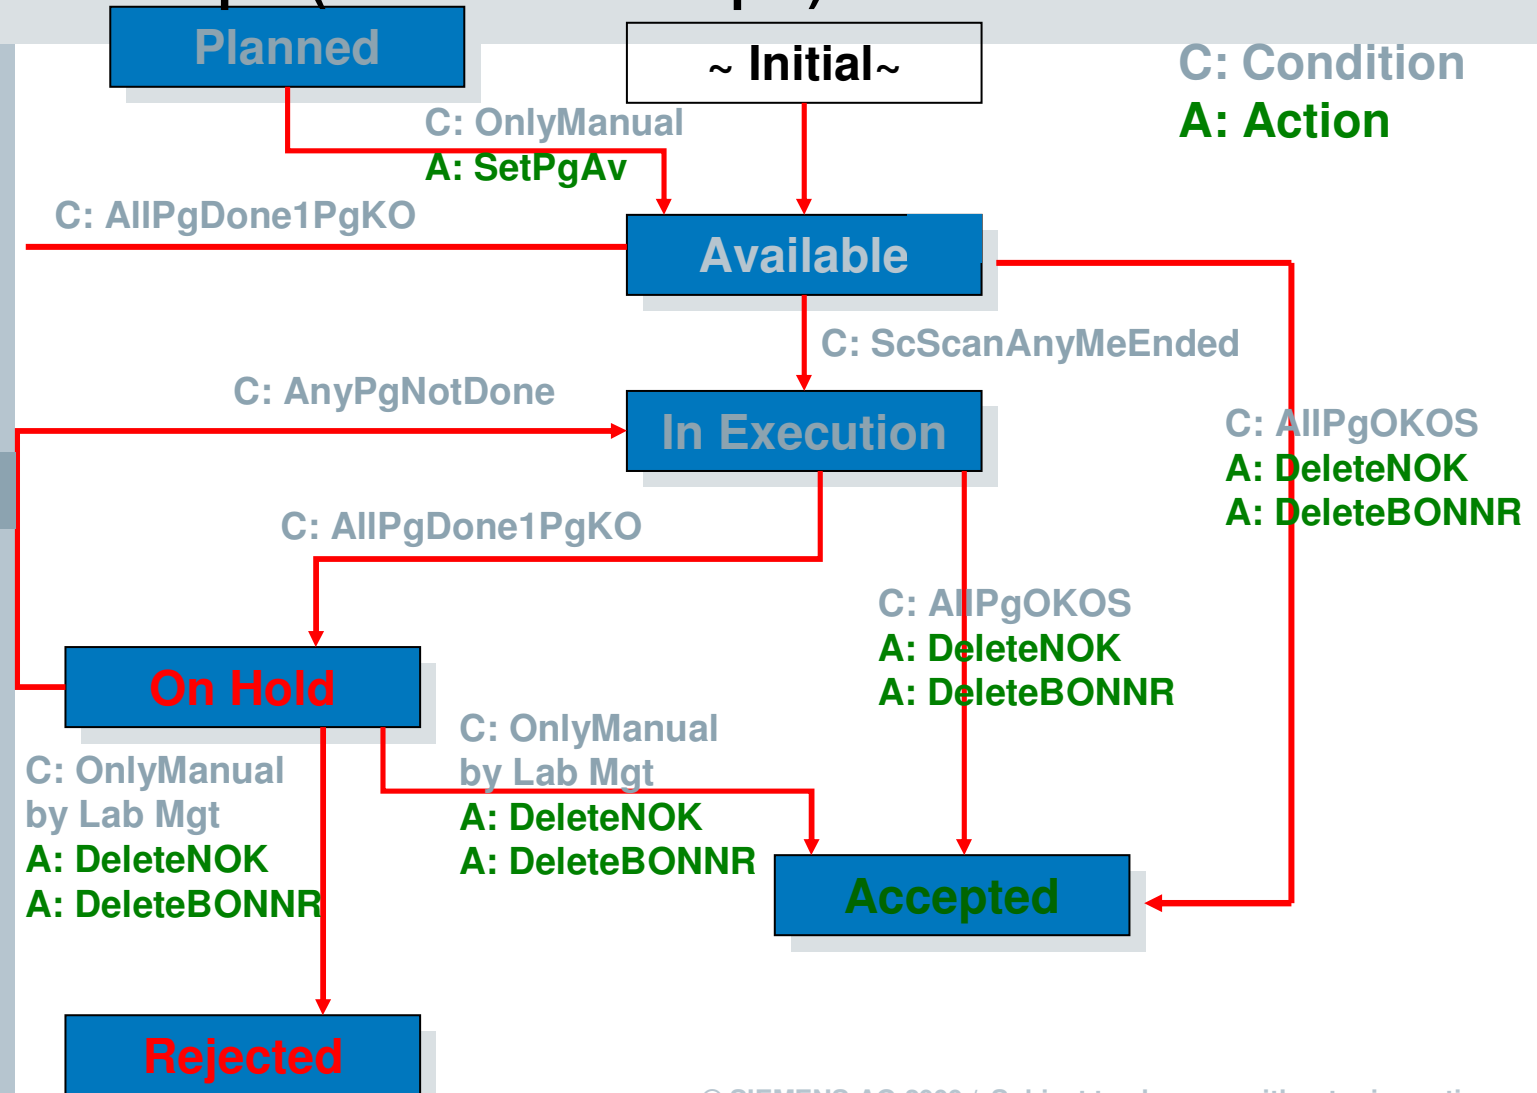 Planned
~ Initial~
C: Condition
A: Action
C: OnlyManual
A: SetPgAv
C: AllPgDone1PgKO
Available
C: ScScanAnyMeEnded
C: AnyPgNotDone
In Execution
C: AllPgOKOS
A: DeleteNOK
A: DeleteBONNR
C: AllPgDone1PgKO
C: AllPgOKOS
A: DeleteNOK
A: DeleteBONNR
On Hold
C: OnlyManual
by Lab Mgt
A: DeleteNOK
A: DeleteBONNR
C: OnlyManual
by Lab Mgt
A: DeleteNOK
A: DeleteBONNR
Accepted
Rejected